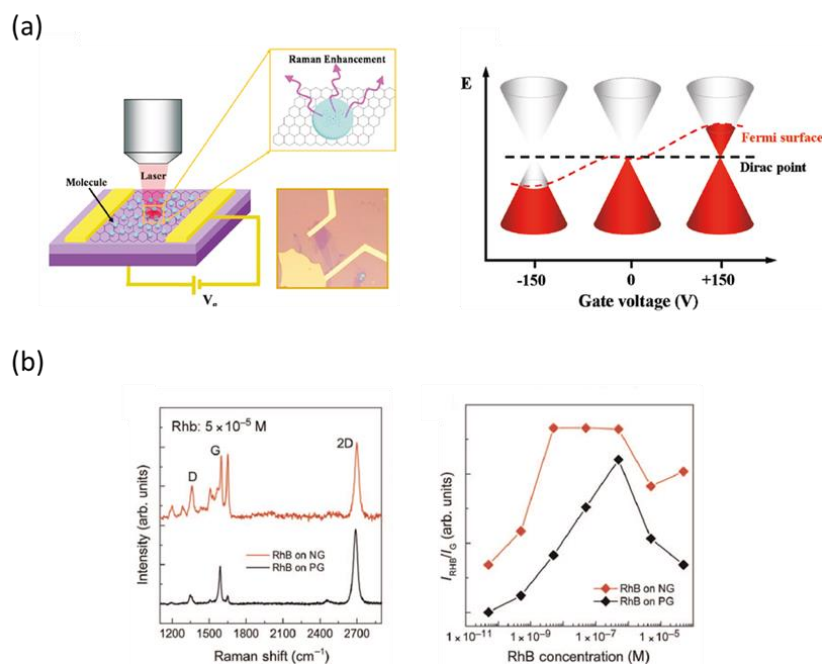 (a)
Raman Enhancement
Laser
Molecule
E
Fermi surface
Dirac point
-150
0
+150
Gate voltage (V)
(b)
Rhb: 5 × 10⁻⁵ M
D
G
2D
RhB on NG
RhB on PG
Intensity (arb. units)
1200
1500
1800
2100
2400
2700
Raman shift (cm⁻¹)
I_RHB/I_G (arb. units)
RhB on NG
RhB on PG
1 × 10⁻¹¹
1 × 10⁻⁹
1 × 10⁻⁷
1 × 10⁻⁵
RhB concentration (M)